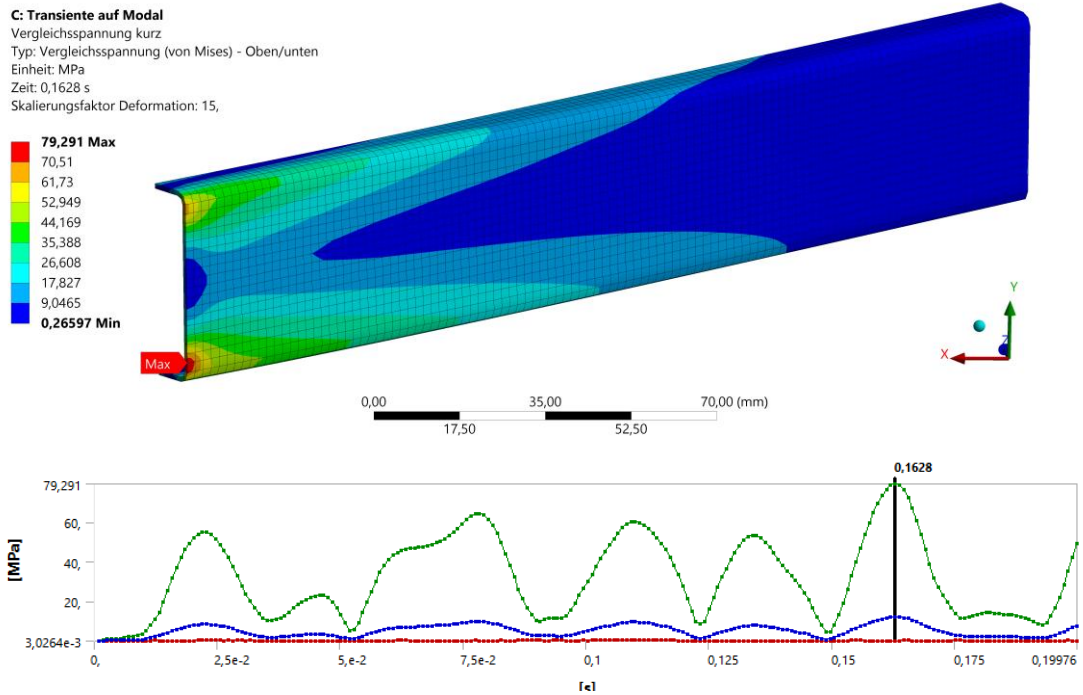 C: Transiente auf Modal
Vergleichsspannung kurz
Typ: Vergleichsspannung (von Mises) - Oben/unten
Einheit: MPa
Zeit: 0,1628 s
Skalierungsfaktor Deformation: 15,
79,291 Max
70,51
61,73
52,949
44,169
35,388
26,608
17,827
9,0465
0,26597 Min
Max
Y
Z
X
0,00 35,00 70,00 (mm)
17,50 52,50
0,1628
79,291
60,
40,
20,
3,0264e-3
[MPa]
0, 2,5e-2 5,e-2 7,5e-2 0,1 0,125 0,15 0,175 0,19976
[s]